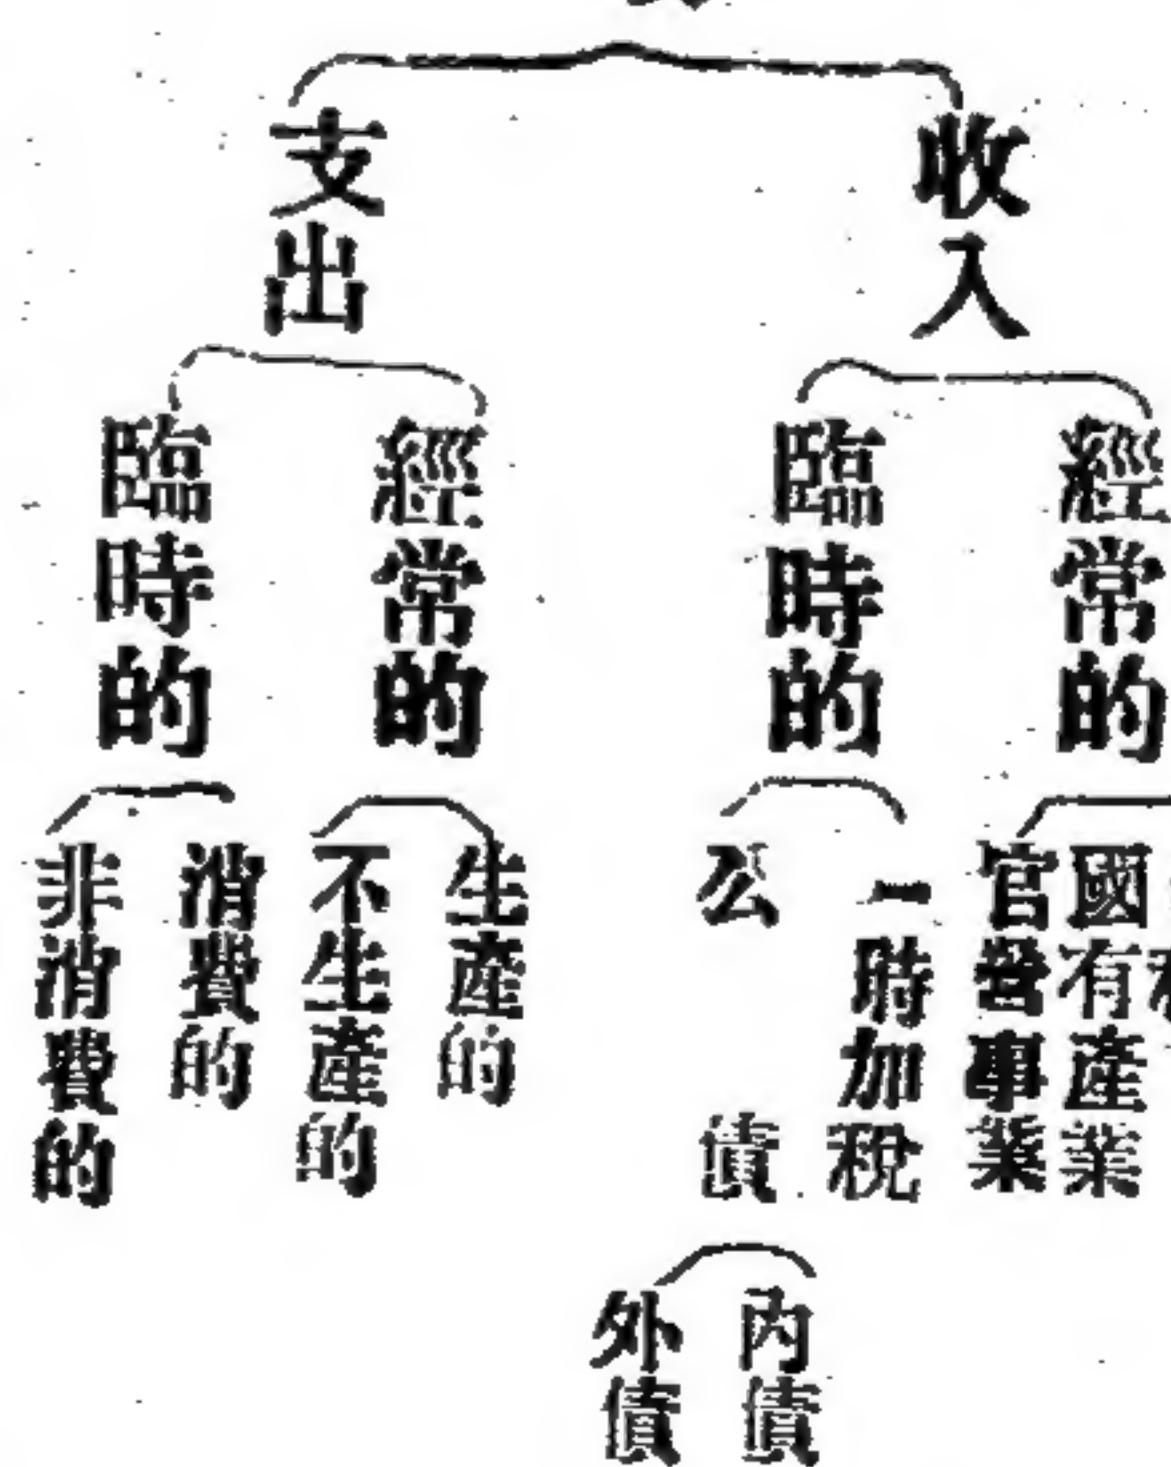 收入
經常的
國有產業
官營事業
臨時的
一時加稅
公債
內債
外債
支出
經常的
生產的
不生產的
臨時的
消費的
非消費的